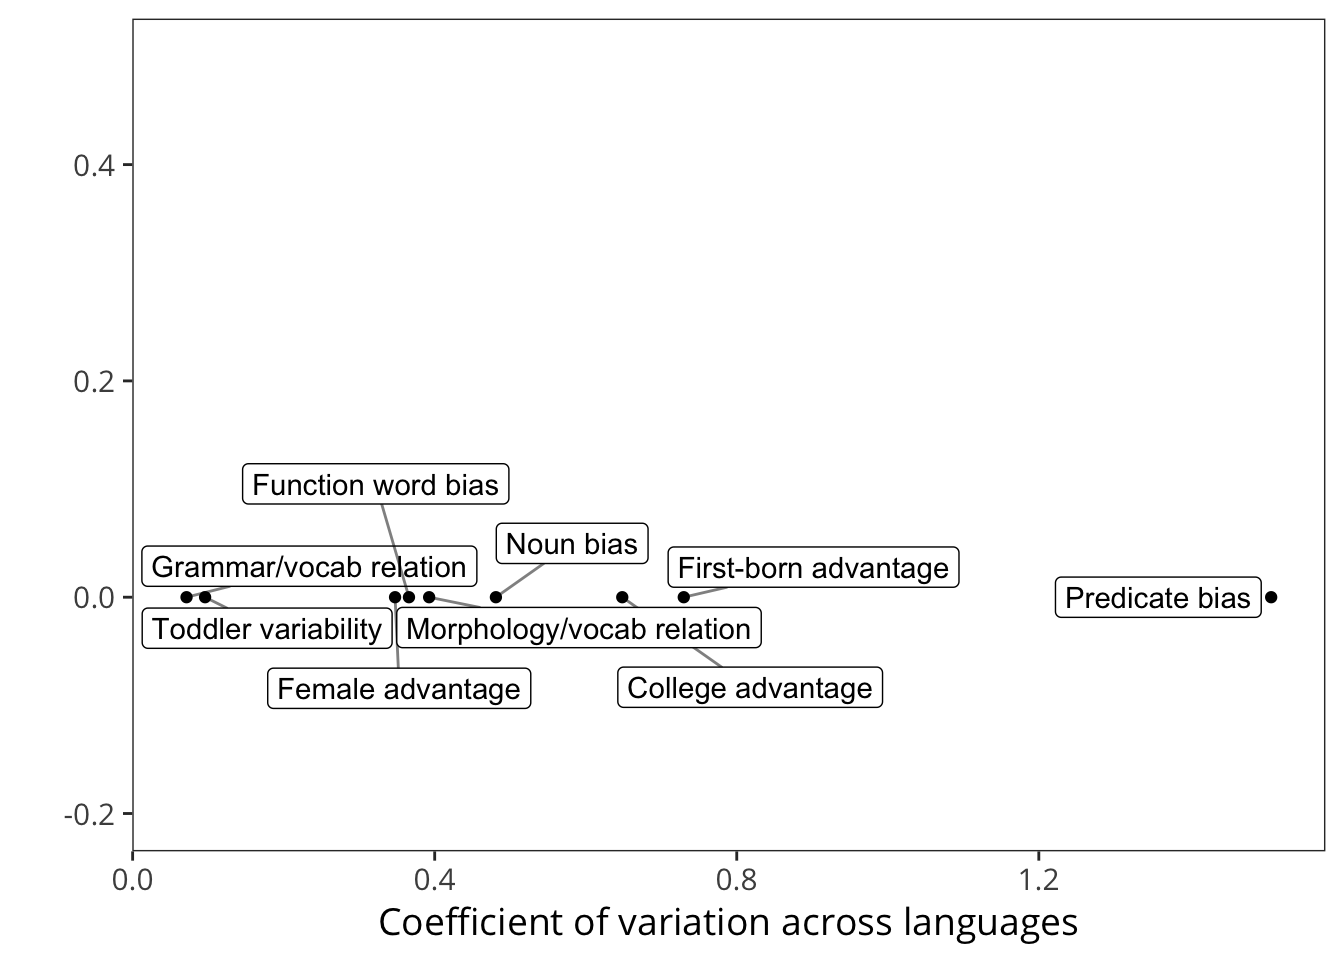 0.4
0.2
Function word bias
Noun bias
Grammar/vocab relation
First-born advantage
0.0
Predicate bias
Toddler variability
Morphology/vocab relation
Female advantage
College advantage
-0.2
0.0 0.4 0.8 1.2
Coefficient of variation across languages